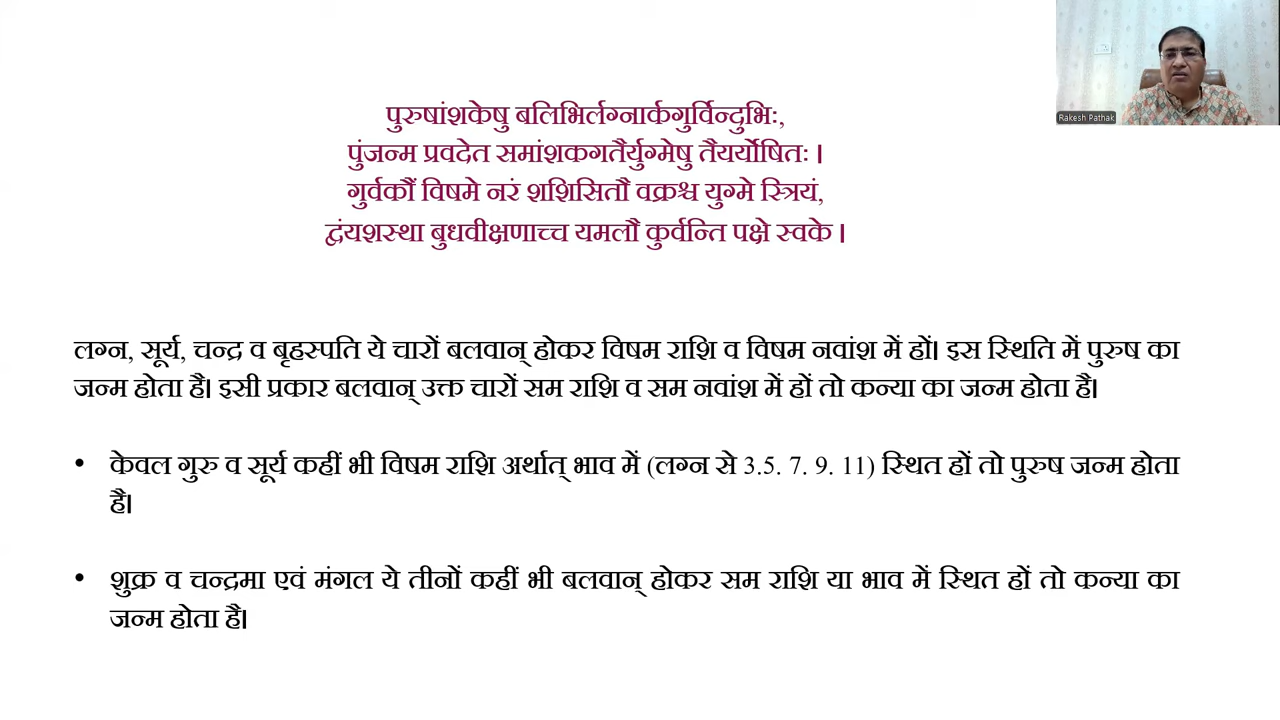 Rakesh Pathak
पुरुषांशकेषु बलिभिर्लग्नार्कगुर्विन्दुभिः,
पुंजन्म प्रवदेत समांशकगतैर्युग्मेषु तैयर्योषितः ।
गुर्वकौं विषमे नरं शशिसितौ वक्रश्च युग्मे स्त्रियं,
द्वंयशस्था बुधवीक्षणाच्च यमलौ कुर्वन्ति पक्षे स्वके ।
लग्न, सूर्य, चन्द्र व बृहस्पति ये चारों बलवान् होकर विषम राशि व विषम नवांश में हों। इस स्थिति में पुरुष का
जन्म होता है। इसी प्रकार बलवान् उक्त चारों सम राशि व सम नवांश में हों तो कन्या का जन्म होता है।
• केवल गुरु व सूर्य कहीं भी विषम राशि अर्थात् भाव में (लग्न से 3.5. 7. 9. 11) स्थित हों तो पुरुष जन्म होता
है।
• शुक्र व चन्द्रमा एवं मंगल ये तीनों कहीं भी बलवान् होकर सम राशि या भाव में स्थित हों तो कन्या का
जन्म होता है।